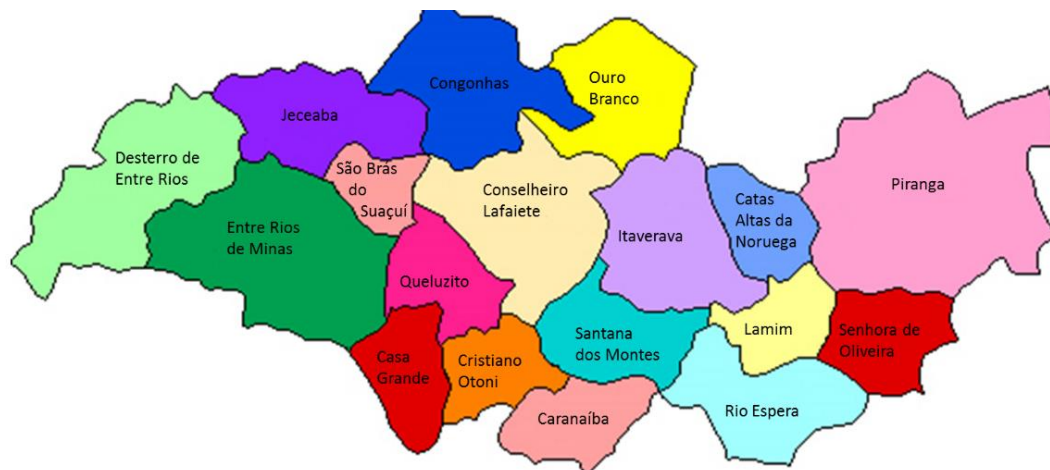 Congonhas
Ouro
Branco
Jeceaba
Desterro de
Entre Rios
São Brás
do
Suaçuí
Conselheiro
Lafaiete
Piranga
Catas
Altas da
Noruega
Itaverava
Entre Rios
de Minas
Queluzito
Lamim
Santana
dos Montes
Senhora de
Oliveira
Casa
Grande
Cristiano
Otoni
Caranaíba
Rio Espera